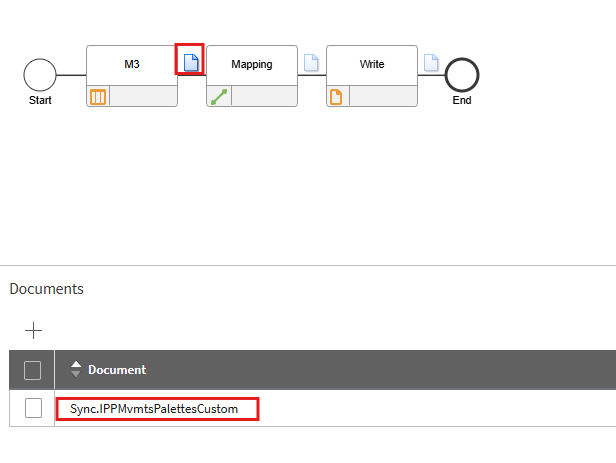 M3
Mapping
Write
Start
End
Documents
Document
Sync.IPPMvmtsPalettesCustom